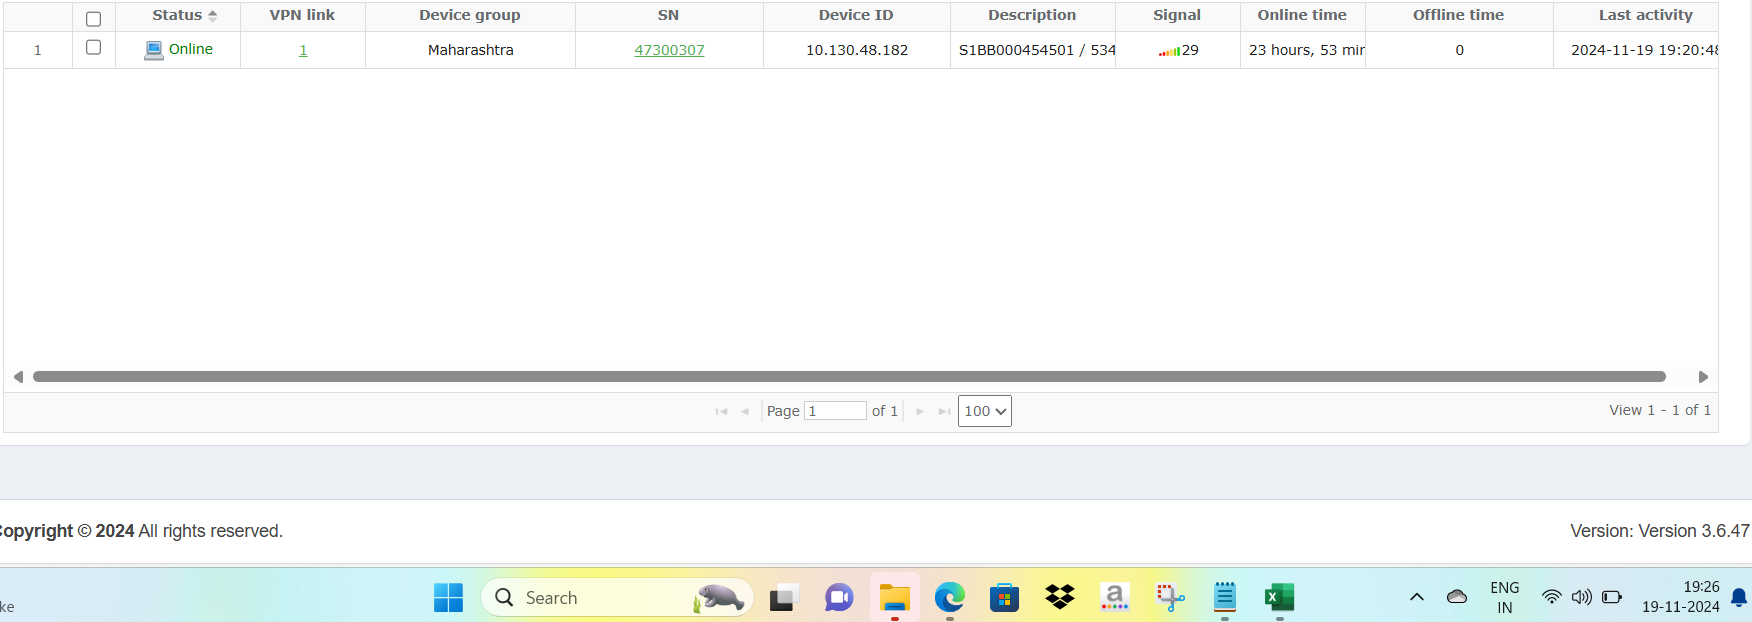 Status VPN link Device group SN Device ID Description Signal Online time Offline time Last activity
1 Online 1 Maharashtra 47300307 10.130.48.182 S1BB000454501 / 534 29 23 hours, 53 min 0 2024-11-19 19:20:48
Page 1 of 1 100 View 1 - 1 of 1
Copyright © 2024 All rights reserved. Version: Version 3.6.47
ke
Search
a
X
ENG
IN
19:26
19-11-2024